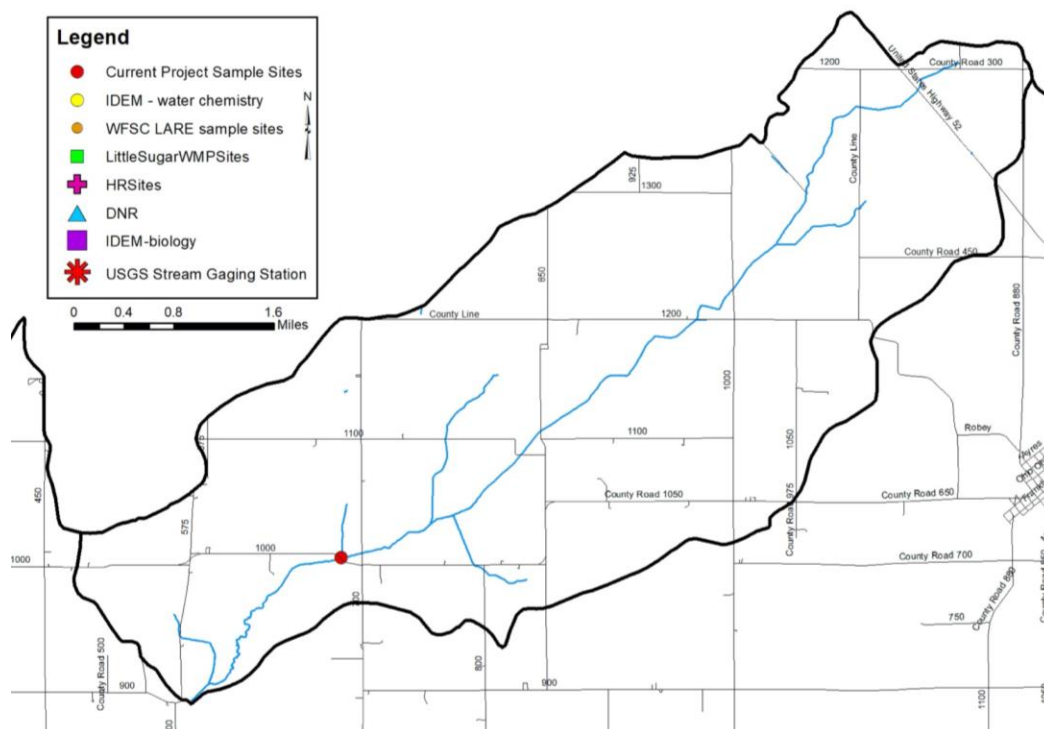 Legend
Current Project Sample Sites
IDEM - water chemistry
WFSC LARE sample sites
LittleSugarWMPSites
HRSites
DNR
IDEM-biology
USGS Stream Gaging Station
N
0 0.4 0.8 1.6
Miles
1200
United States Highway 52
County Road 300
County Line
925
1300
County Road 450
850
County Road 880
County Line
1200
1000
1100
1100
1050
Robey
Ayres
450
575
County Road 1050
County Road 975
County Road 650
1000
1000
County Road 700
800
County Road 880
750
County Road 500
900
900
1100